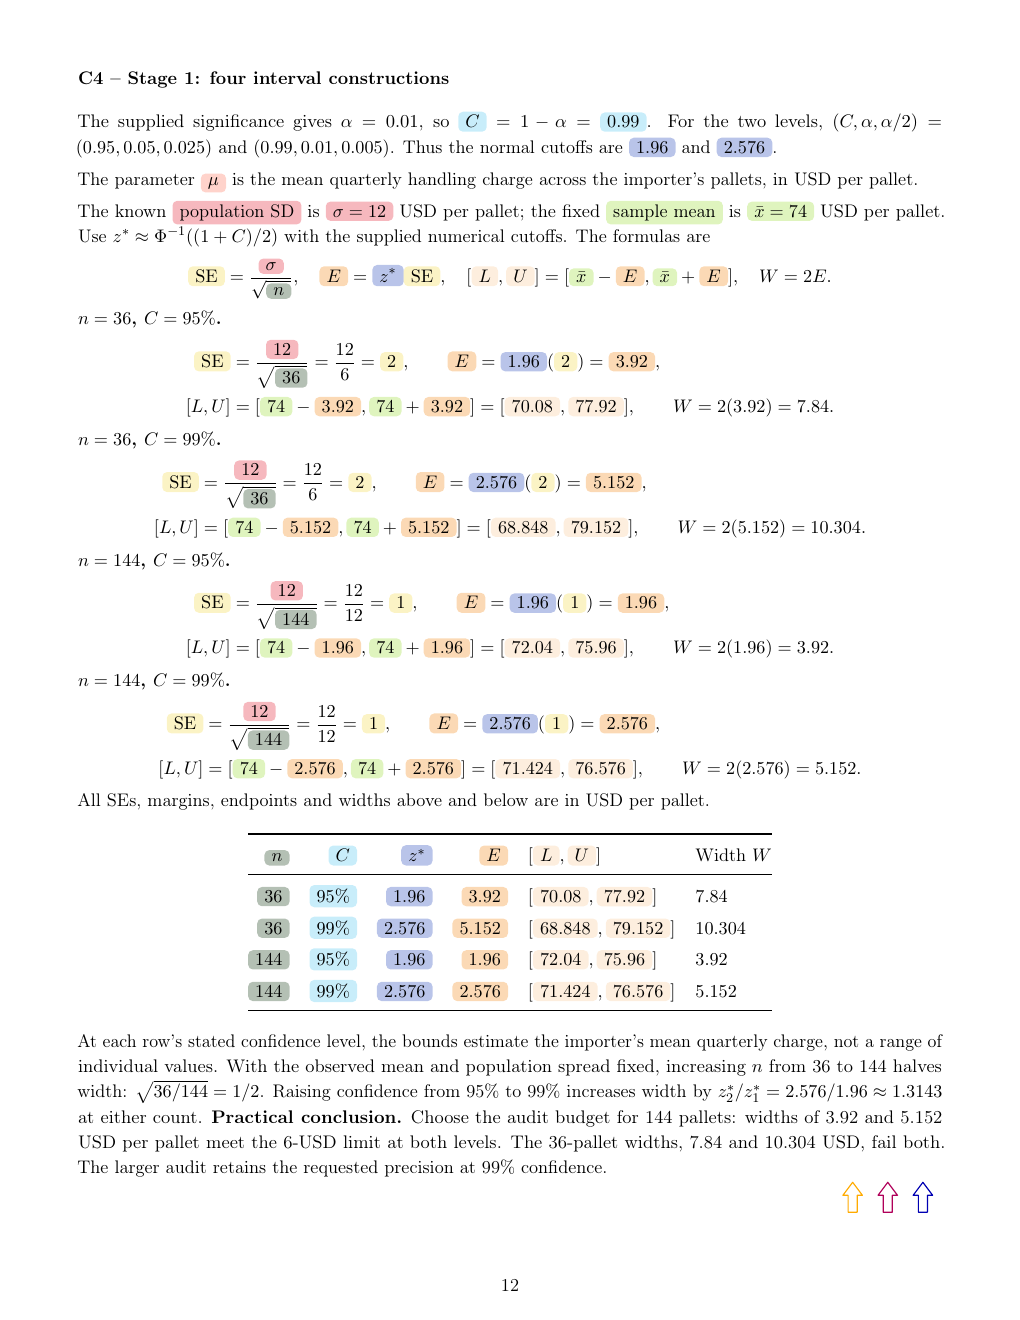 C4 – Stage 1: four interval constructions
The supplied significance gives α = 0.01, so C = 1 − α = 0.99. For the two levels, (C, α, α/2) =
(0.95, 0.05, 0.025) and (0.99, 0.01, 0.005). Thus the normal cutoffs are 1.96 and 2.576.
The parameter μ is the mean quarterly handling charge across the importer's pallets, in USD per pallet.
The known population SD is σ = 12 USD per pallet; the fixed sample mean is x̄ = 74 USD per pallet.
Use z* ≈ Φ⁻¹((1 + C)/2) with the supplied numerical cutoffs. The formulas are
SE = σ/√n, E = z* SE, [L, U] = [x̄ − E, x̄ + E], W = 2E.
n = 36, C = 95%.
SE = 12/√36 = 12/6 = 2, E = 1.96(2) = 3.92,
[L, U] = [74 − 3.92, 74 + 3.92] = [70.08, 77.92], W = 2(3.92) = 7.84.
n = 36, C = 99%.
SE = 12/√36 = 12/6 = 2, E = 2.576(2) = 5.152,
[L, U] = [74 − 5.152, 74 + 5.152] = [68.848, 79.152], W = 2(5.152) = 10.304.
n = 144, C = 95%.
SE = 12/√144 = 12/12 = 1, E = 1.96(1) = 1.96,
[L, U] = [74 − 1.96, 74 + 1.96] = [72.04, 75.96], W = 2(1.96) = 3.92.
n = 144, C = 99%.
SE = 12/√144 = 12/12 = 1, E = 2.576(1) = 2.576,
[L, U] = [74 − 2.576, 74 + 2.576] = [71.424, 76.576], W = 2(2.576) = 5.152.
All SEs, margins, endpoints and widths above and below are in USD per pallet.
n C z* E [L, U] Width W
36 95% 1.96 3.92 [70.08, 77.92] 7.84
36 99% 2.576 5.152 [68.848, 79.152] 10.304
144 95% 1.96 1.96 [72.04, 75.96] 3.92
144 99% 2.576 2.576 [71.424, 76.576] 5.152
At each row's stated confidence level, the bounds estimate the importer's mean quarterly charge, not a range of
individual values. With the observed mean and population spread fixed, increasing n from 36 to 144 halves
width: √(36/144) = 1/2. Raising confidence from 95% to 99% increases width by z₂*/z₁* = 2.576/1.96 ≈ 1.3143
at either count. Practical conclusion. Choose the audit budget for 144 pallets: widths of 3.92 and 5.152
USD per pallet meet the 6-USD limit at both levels. The 36-pallet widths, 7.84 and 10.304 USD, fail both.
The larger audit retains the requested precision at 99% confidence.
12